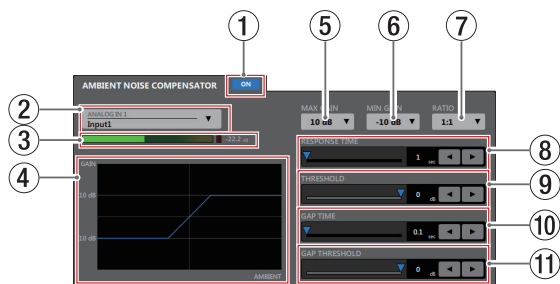 1 5 6 7
AMBIENT NOISE COMPENSATOR ON
2 ANALOG IN 1
Input1
MAX GAIN MIN GAIN RATIO
10 dB -10 dB 1:1
3 -22.2
RESPONSE TIME
1 sec 8
4 GAIN
THRESHOLD
10 dB
0 dB 9
GAP TIME
10 dB
0.1 sec 10
GAP THRESHOLD
0 dB 11
AMBIENT